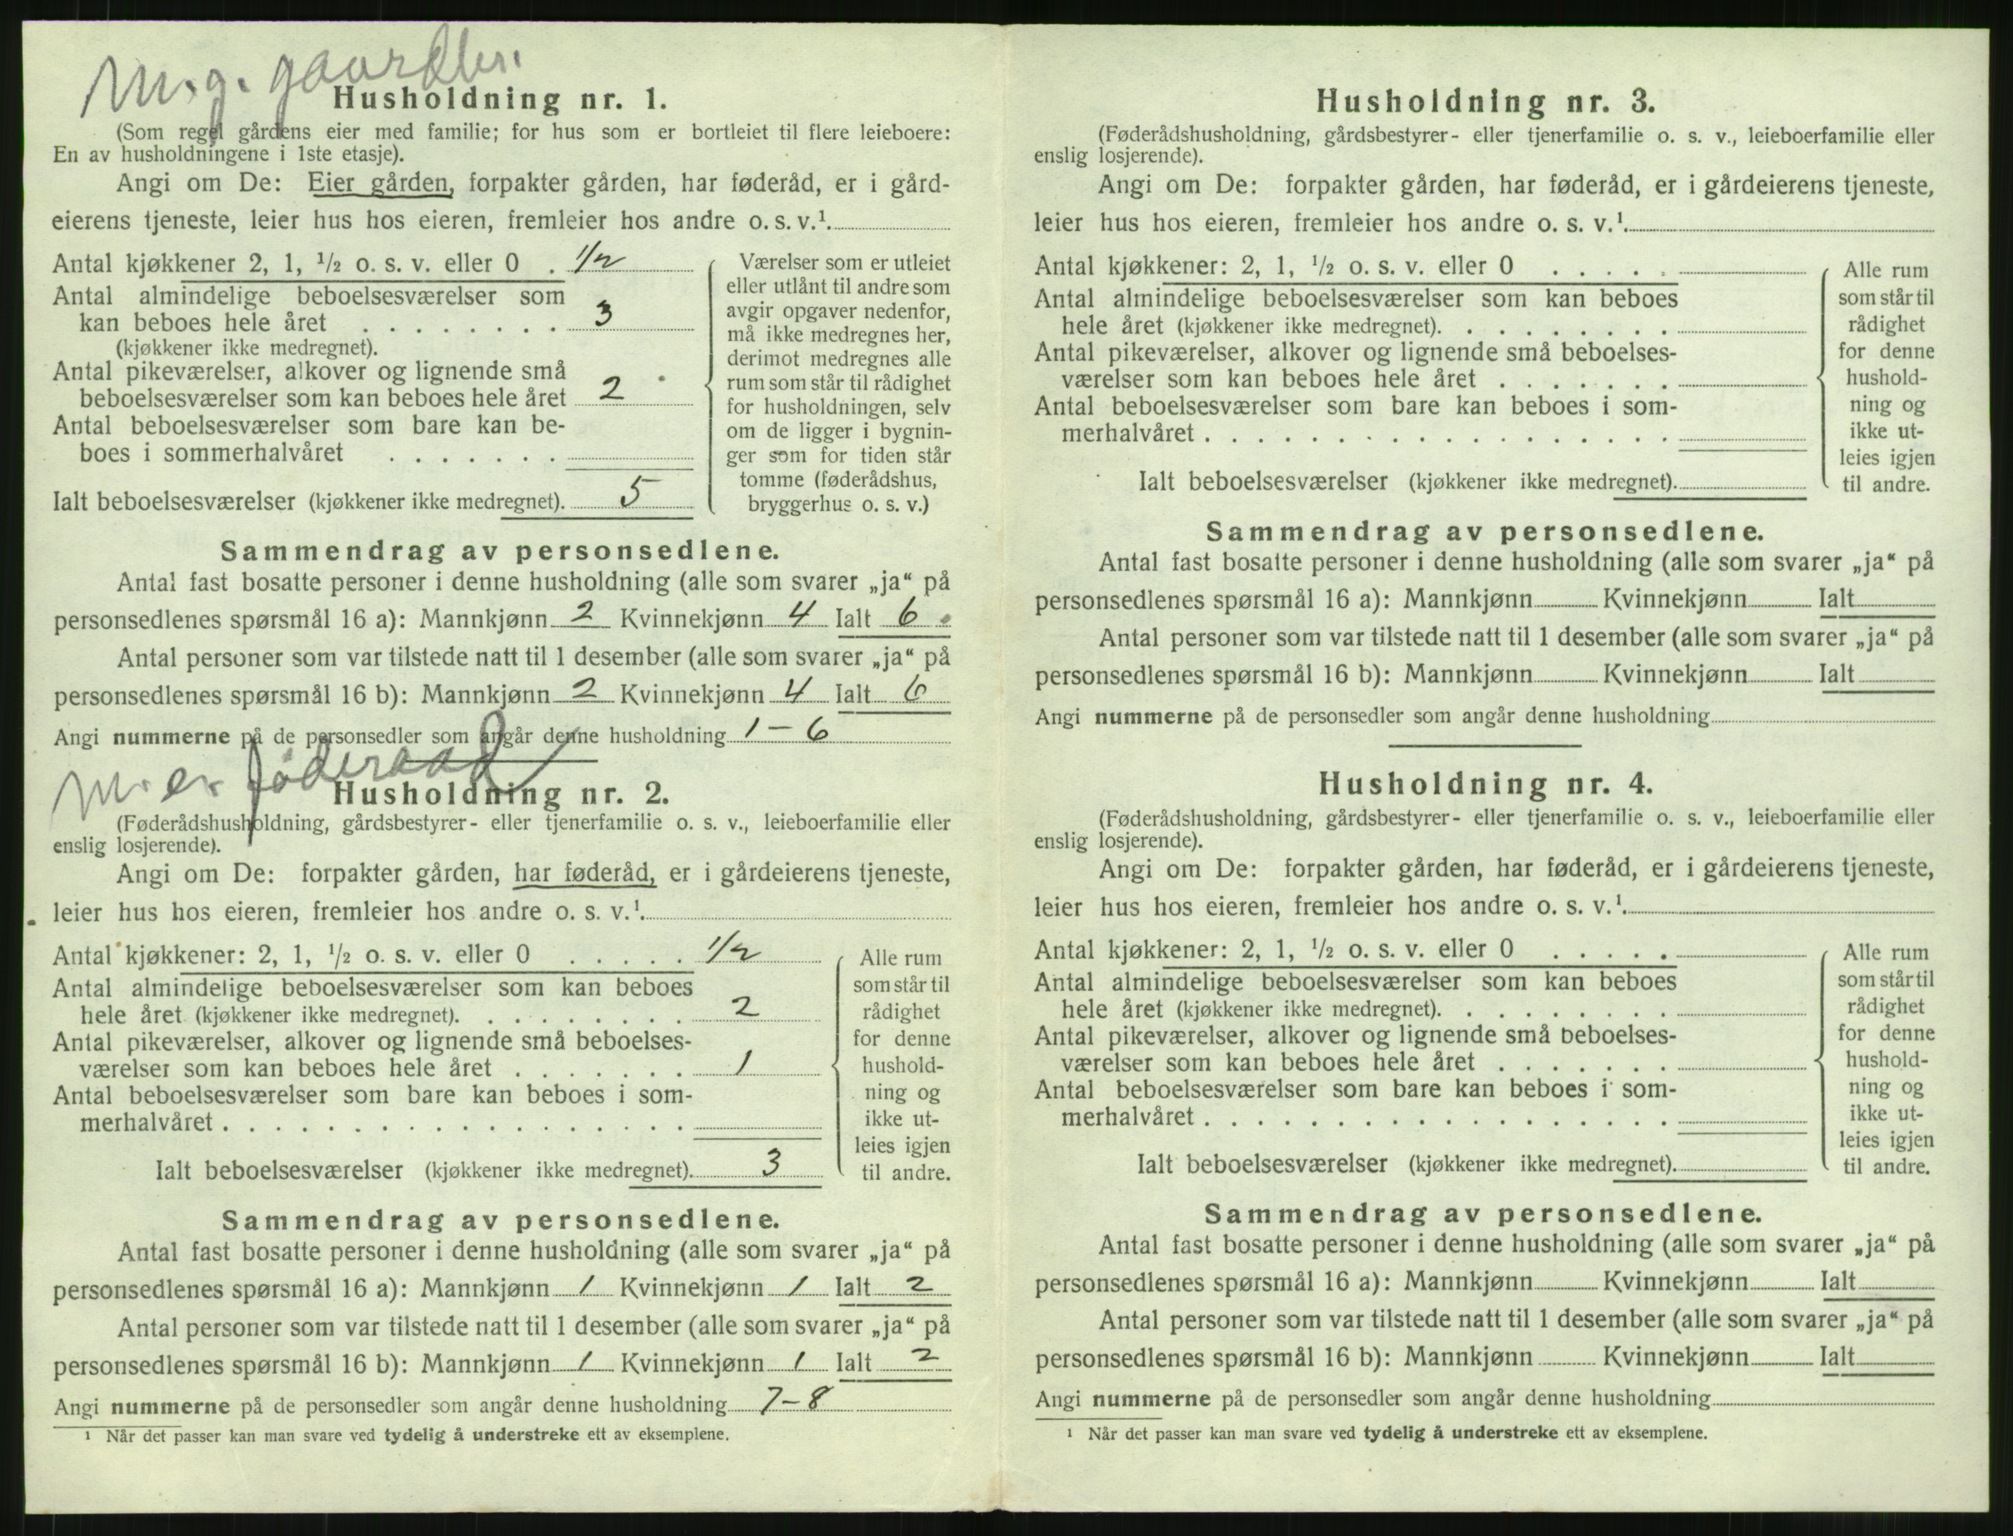 M.g. gaardbr.
Husholdning nr. 1.
(Som regel gårdens eier med familie; for hus som er bortleiet til flere leieboere:
En av husholdningene i 1ste etasje).
Angi om De: Eier gården, forpakter gården, har føderåd, er i gård-
eierens tjeneste, leier hus hos eieren, fremleier hos andre o. s. v.¹.
Antal kjøkkener 2, 1, ½ o. s. v. eller 0 . 1/2
Antal almindelige beboelsesværelser som
kan beboes hele året . . . . . . . . 3
(kjøkkener ikke medregnet).
Antal pikeværelser, alkover og lignende små
beboelsesværelser som kan beboes hele året 2
Antal beboelsesværelser som bare kan be-
boes i sommerhalvåret . . . . . . .
Ialt beboelsesværelser (kjøkkener ikke medregnet). 5
Værelser som er utleiet
eller utlånt til andre som
avgir opgaver nedenfor,
må ikke medregnes her,
derimot medregnes alle
rum som står til rådighet
for husholdningen, selv
om de ligger i bygnin-
ger som for tiden står
tomme (føderådshus,
bryggerhus o. s. v.)
Sammendrag av personsedlene.
Antal fast bosatte personer i denne husholdning (alle som svarer „ja“ på
personsedlenes spørsmål 16 a): Mannkjønn 2 Kvinnekjønn 4 Ialt 6
Antal personer som var tilstede natt til 1 desember (alle som svarer „ja“ på
personsedlenes spørsmål 16 b): Mannkjønn 2 Kvinnekjønn 4 Ialt 6
Angi nummerne på de personsedler som angår denne husholdning 1 – 6
føderaad
Husholdning nr. 2.
(Føderådshusholdning, gårdsbestyrer- eller tjenerfamilie o. s. v., leieboerfamilie eller
enslig losjerende).
Angi om De: forpakter gården, har føderåd, er i gårdeierens tjeneste,
leier hus hos eieren, fremleier hos andre o. s. v.¹.
Antal kjøkkener: 2, 1, ½ o. s. v. eller 0 . . . . . 1/2
Antal almindelige beboelsesværelser som kan beboes
hele året (kjøkkener ikke medregnet). . . . . . . . . 2
Antal pikeværelser, alkover og lignende små beboelses-
værelser som kan beboes hele året . . . . . . . 1
Antal beboelsesværelser som bare kan beboes i som-
merhalvåret . . . . . . . . . . . . . . . . . .
Ialt beboelsesværelser (kjøkkener ikke medregnet). 3
Alle rum
som står til
rådighet
for denne
hushold-
ning og
ikke ut-
leies igjen
til andre.
Sammendrag av personsedlene.
Antal fast bosatte personer i denne husholdning (alle som svarer „ja“ på
personsedlenes spørsmål 16 a): Mannkjønn 1 Kvinnekjønn 1 Ialt 2
Antal personer som var tilstede natt til 1 desember (alle som svarer „ja“ på
personsedlenes spørsmål 16 b): Mannkjønn 1 Kvinnekjønn 1 Ialt 2
Angi nummerne på de personsedler som angår denne husholdning 7 – 8
¹ Når det passer kan man svare ved tydelig å understreke ett av eksemplene.
Husholdning nr. 3.
(Føderådshusholdning, gårdsbestyrer- eller tjenerfamilie o. s. v., leieboerfamilie eller
enslig losjerende).
Angi om De: forpakter gården, har føderåd, er i gårdeierens tjeneste,
leier hus hos eieren, fremleier hos andre o. s. v.¹.
Antal kjøkkener: 2, 1, ½ o. s. v. eller 0 . . . . .
Antal almindelige beboelsesværelser som kan beboes
hele året (kjøkkener ikke medregnet). . . . . . . . .
Antal pikeværelser, alkover og lignende små beboelses-
værelser som kan beboes hele året . . . . . . .
Antal beboelsesværelser som bare kan beboes i som-
merhalvåret . . . . . . . . . . . . . . . . . .
Ialt beboelsesværelser (kjøkkener ikke medregnet).
Alle rum
som står til
rådighet
for denne
hushold-
ning og
ikke ut-
leies igjen
til andre.
Sammendrag av personsedlene.
Antal fast bosatte personer i denne husholdning (alle som svarer „ja“ på
personsedlenes spørsmål 16 a): Mannkjønn Kvinnekjønn Ialt
Antal personer som var tilstede natt til 1 desember (alle som svarer „ja“ på
personsedlenes spørsmål 16 b): Mannkjønn Kvinnekjønn Ialt
Angi nummerne på de personsedler som angår denne husholdning
Husholdning nr. 4.
(Føderådshusholdning, gårdsbestyrer- eller tjenerfamilie o. s. v., leieboerfamilie eller
enslig losjerende).
Angi om De: forpakter gården, har føderåd, er i gårdeierens tjeneste,
leier hus hos eieren, fremleier hos andre o. s. v.¹.
Antal kjøkkener: 2, 1, ½ o. s. v. eller 0 . . . . .
Antal almindelige beboelsesværelser som kan beboes
hele året (kjøkkener ikke medregnet). . . . . . . . .
Antal pikeværelser, alkover og lignende små beboelses-
værelser som kan beboes hele året . . . . . . .
Antal beboelsesværelser som bare kan beboes i som-
merhalvåret . . . . . . . . . . . . . . . . . .
Ialt beboelsesværelser (kjøkkener ikke medregnet).
Alle rum
som står til
rådighet
for denne
hushold-
ning og
ikke ut-
leies igjen
til andre.
Sammendrag av personsedlene.
Antal fast bosatte personer i denne husholdning (alle som svarer „ja“ på
personsedlenes spørsmål 16 a): Mannkjønn Kvinnekjønn Ialt
Antal personer som var tilstede natt til 1 desember (alle som svarer „ja“ på
personsedlenes spørsmål 16 b): Mannkjønn Kvinnekjønn Ialt
Angi nummerne på de personsedler som angår denne husholdning
¹ Når det passer kan man svare ved tydelig å understreke ett av eksemplene.